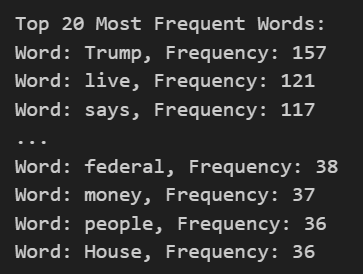 Top 20 Most Frequent Words:
Word: Trump, Frequency: 157
Word: live, Frequency: 121
Word: says, Frequency: 117
...
Word: federal, Frequency: 38
Word: money, Frequency: 37
Word: people, Frequency: 36
Word: House, Frequency: 36